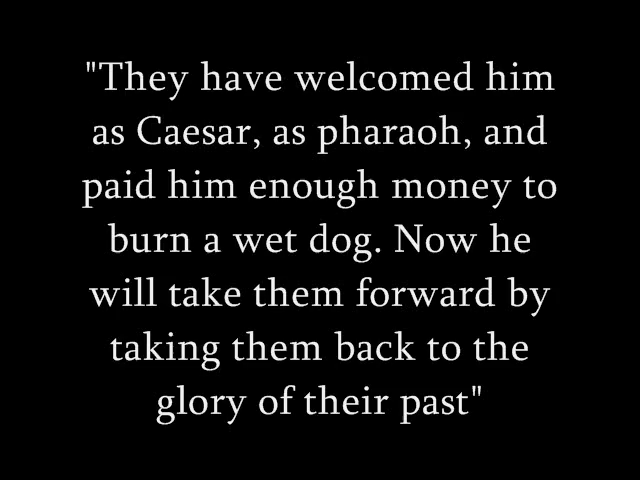 "They have welcomed him
as Caesar, as pharaoh, and
paid him enough money to
burn a wet dog. Now he
will take them forward by
taking them back to the
glory of their past"